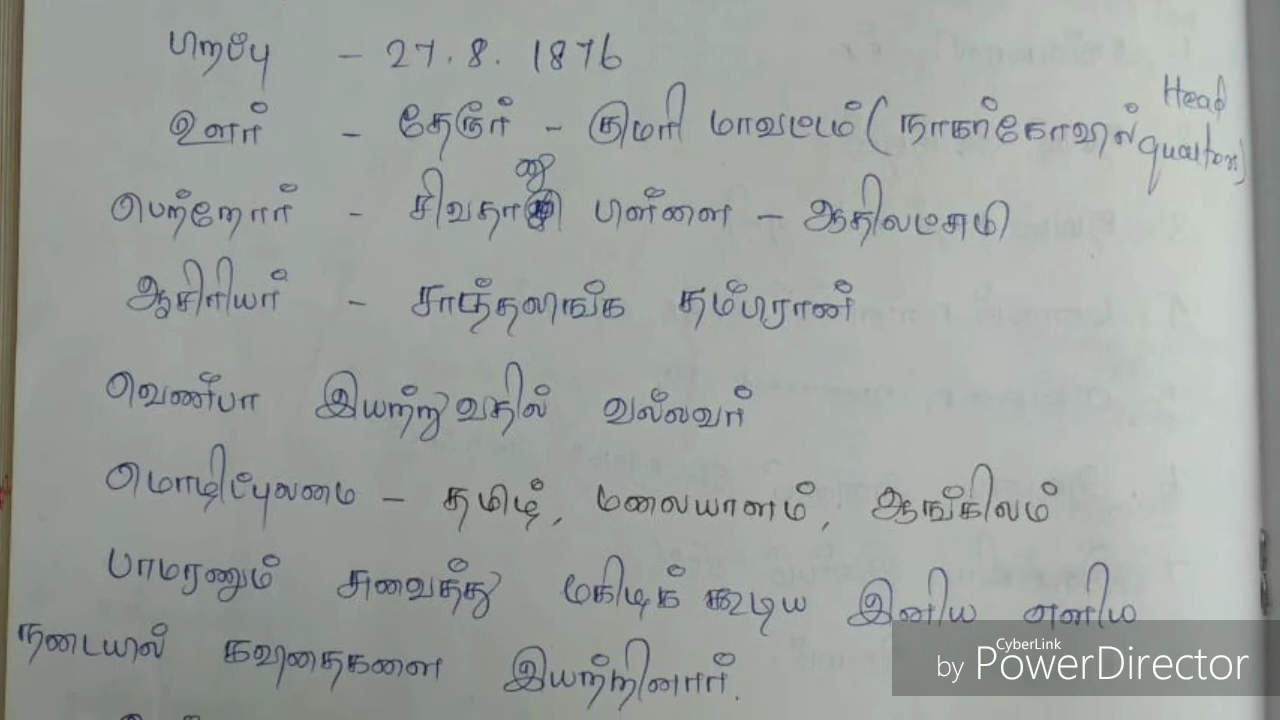 பிறப்பு - 27.8.1876
ஊர் - தேரூர் - குமரி மாவட்டம் (நாகர்கோவில் Head quarters)
பெற்றோர் - சிவதாணு பிள்ளை - ஆதிலட்சுமி
ஆசிரியர் - சாந்தலிங்க தம்பிரான்
வெண்பா இயற்றுவதில் வல்லவர்
மொழிப்புலமை - தமிழ், மலையாளம், ஆங்கிலம்
பாமரனும் சுவைத்து மகிழக் கூடிய இனிய எளிய
நடையில் கவிதைகளை இயற்றினார்.
CyberLink
by PowerDirector